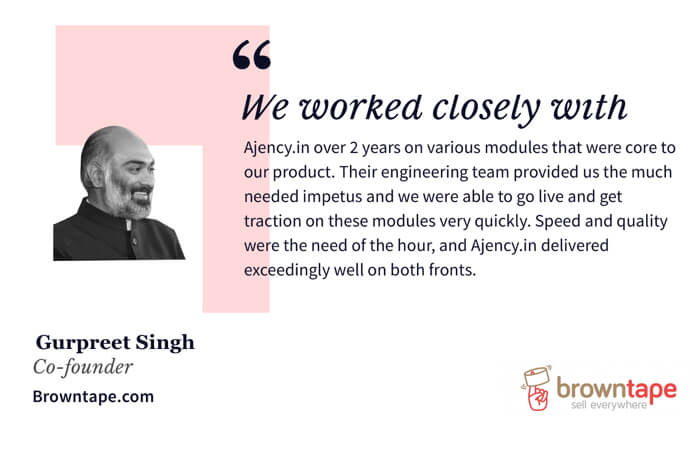 “
We worked closely with
Ajency.in over 2 years on various modules that were core to
our product. Their engineering team provided us the much
needed impetus and we were able to go live and get
traction on these modules very quickly. Speed and quality
were the need of the hour, and Ajency.in delivered
exceedingly well on both fronts.
Gurpreet Singh
Co-founder
Browntape.com
browntape
sell everywhere